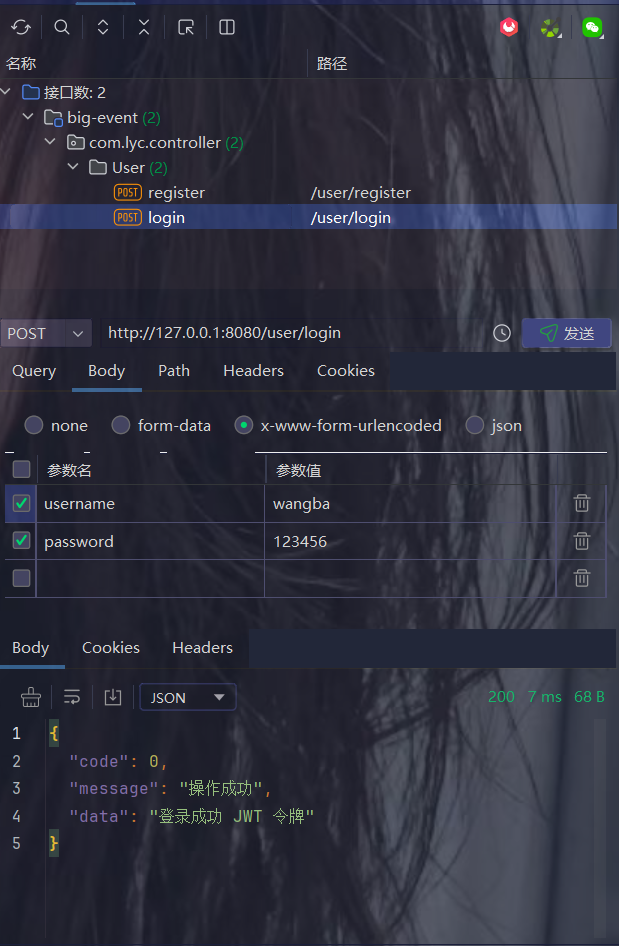 名称 路径
接口数: 2
big-event (2)
com.lyc.controller (2)
User (2)
POST register /user/register
POST login /user/login
POST http://127.0.0.1:8080/user/login 发送
Query Body Path Headers Cookies
none form-data x-www-form-urlencoded json
参数名 参数值
username wangba
password 123456
Body Cookies Headers
JSON 200 7 ms 68 B
1 {
2 "code": 0,
3 "message": "操作成功",
4 "data": "登录成功 JWT 令牌"
5 }